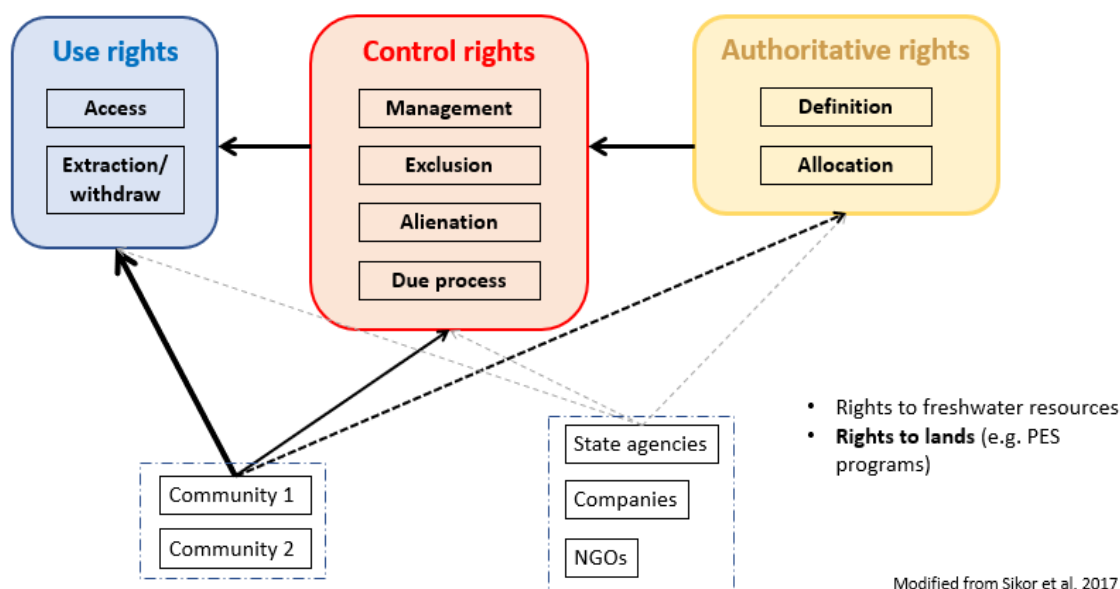 Use rights
Access
Extraction/
withdraw
Control rights
Management
Exclusion
Alienation
Due process
Authoritative rights
Definition
Allocation
Community 1
Community 2
State agencies
Companies
NGOs
• Rights to freshwater resources
• Rights to lands (e.g. PES
programs)
Modified from Sikor et al. 2017